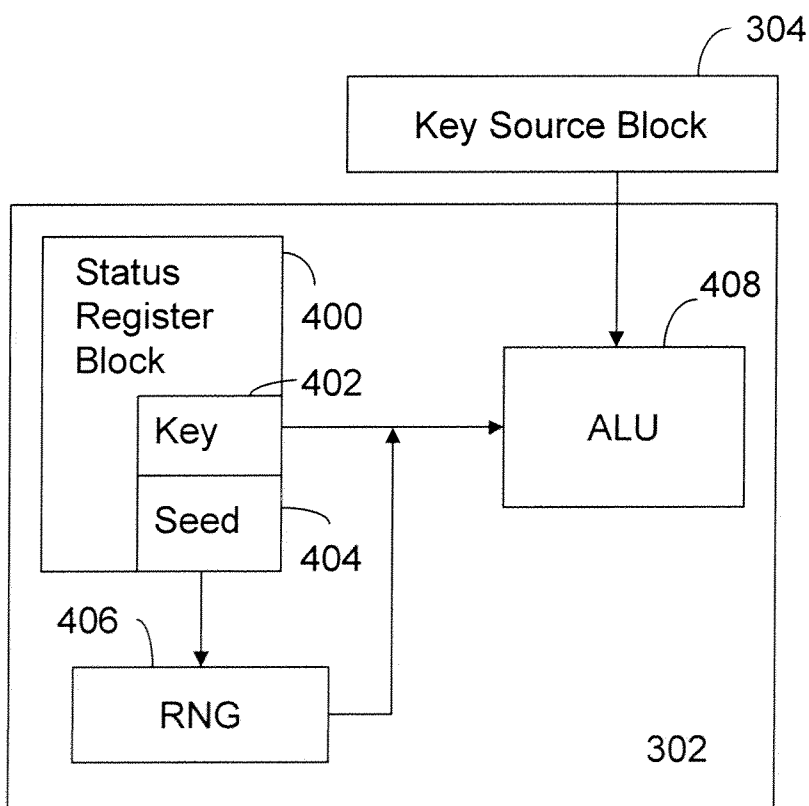 304
Key Source Block
Status
Register
Block
400
408
402
Key
ALU
Seed
404
406
RNG
302